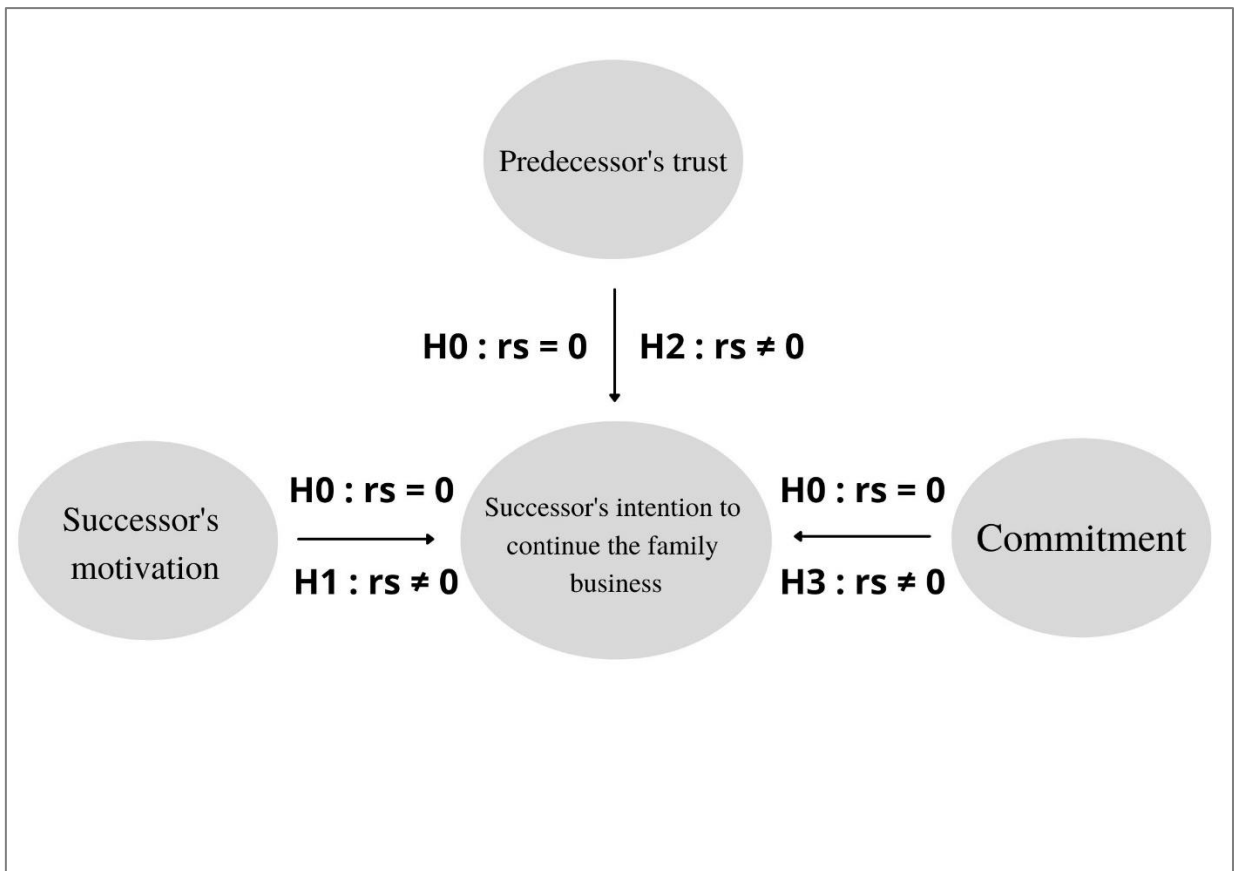 Predecessor's trust
H0 : rs = 0
H2 : rs ≠ 0
Successor's
motivation
H0 : rs = 0
H1 : rs ≠ 0
Successor's intention to
continue the family
business
H0 : rs = 0
H3 : rs ≠ 0
Commitment